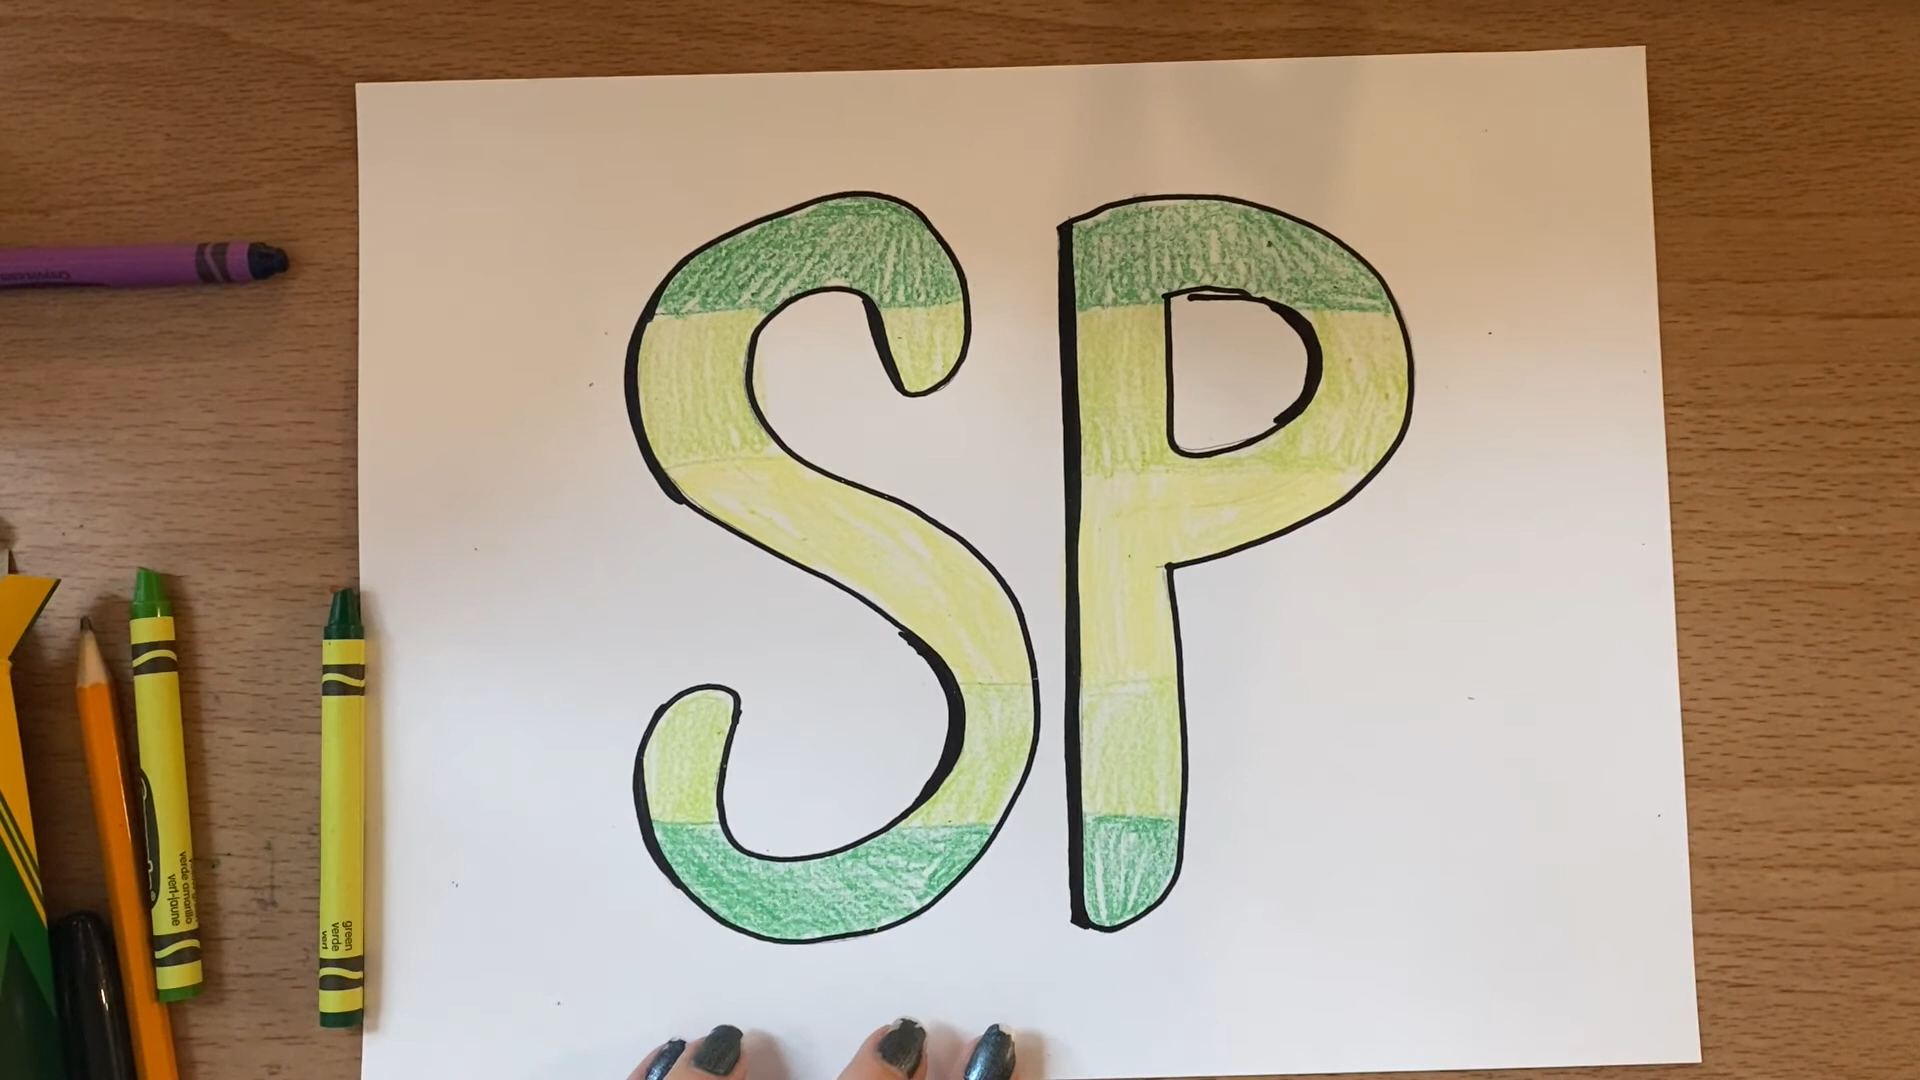 SP
green
verde
vert
verde amarillo
vert-jaune